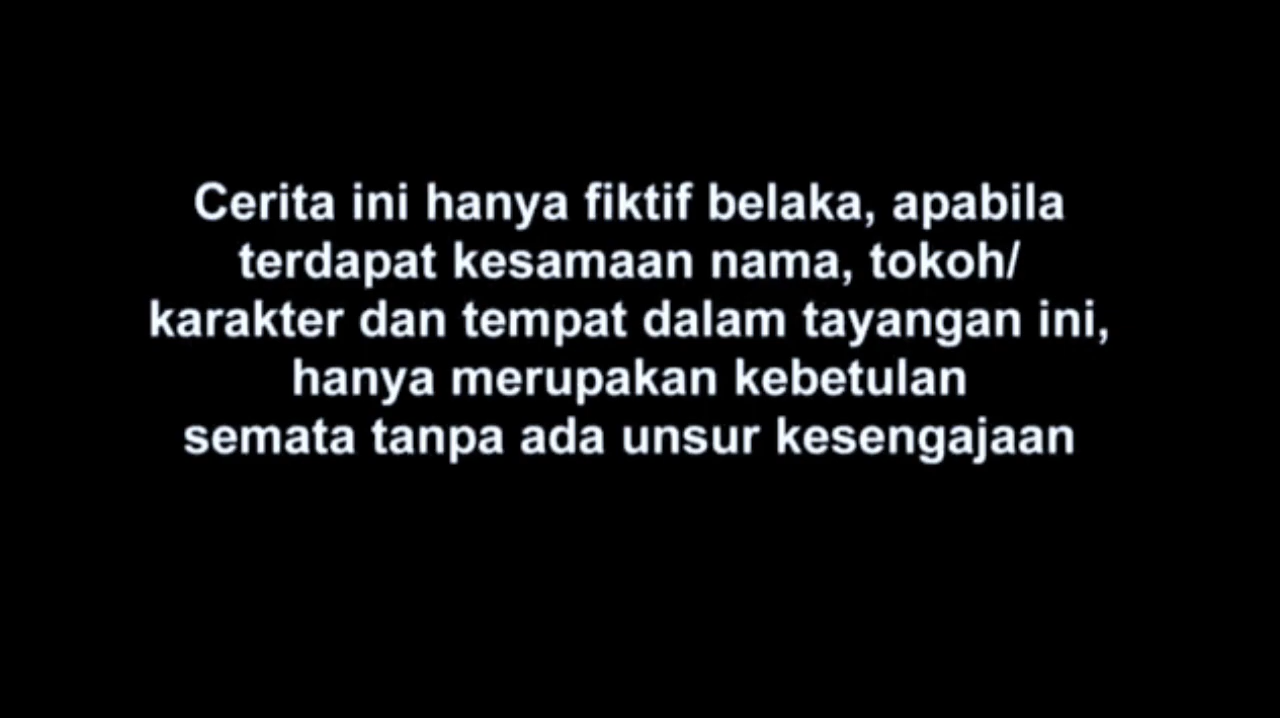 Cerita ini hanya fiktif belaka, apabila
terdapat kesamaan nama, tokoh/
karakter dan tempat dalam tayangan ini,
hanya merupakan kebetulan
semata tanpa ada unsur kesengajaan